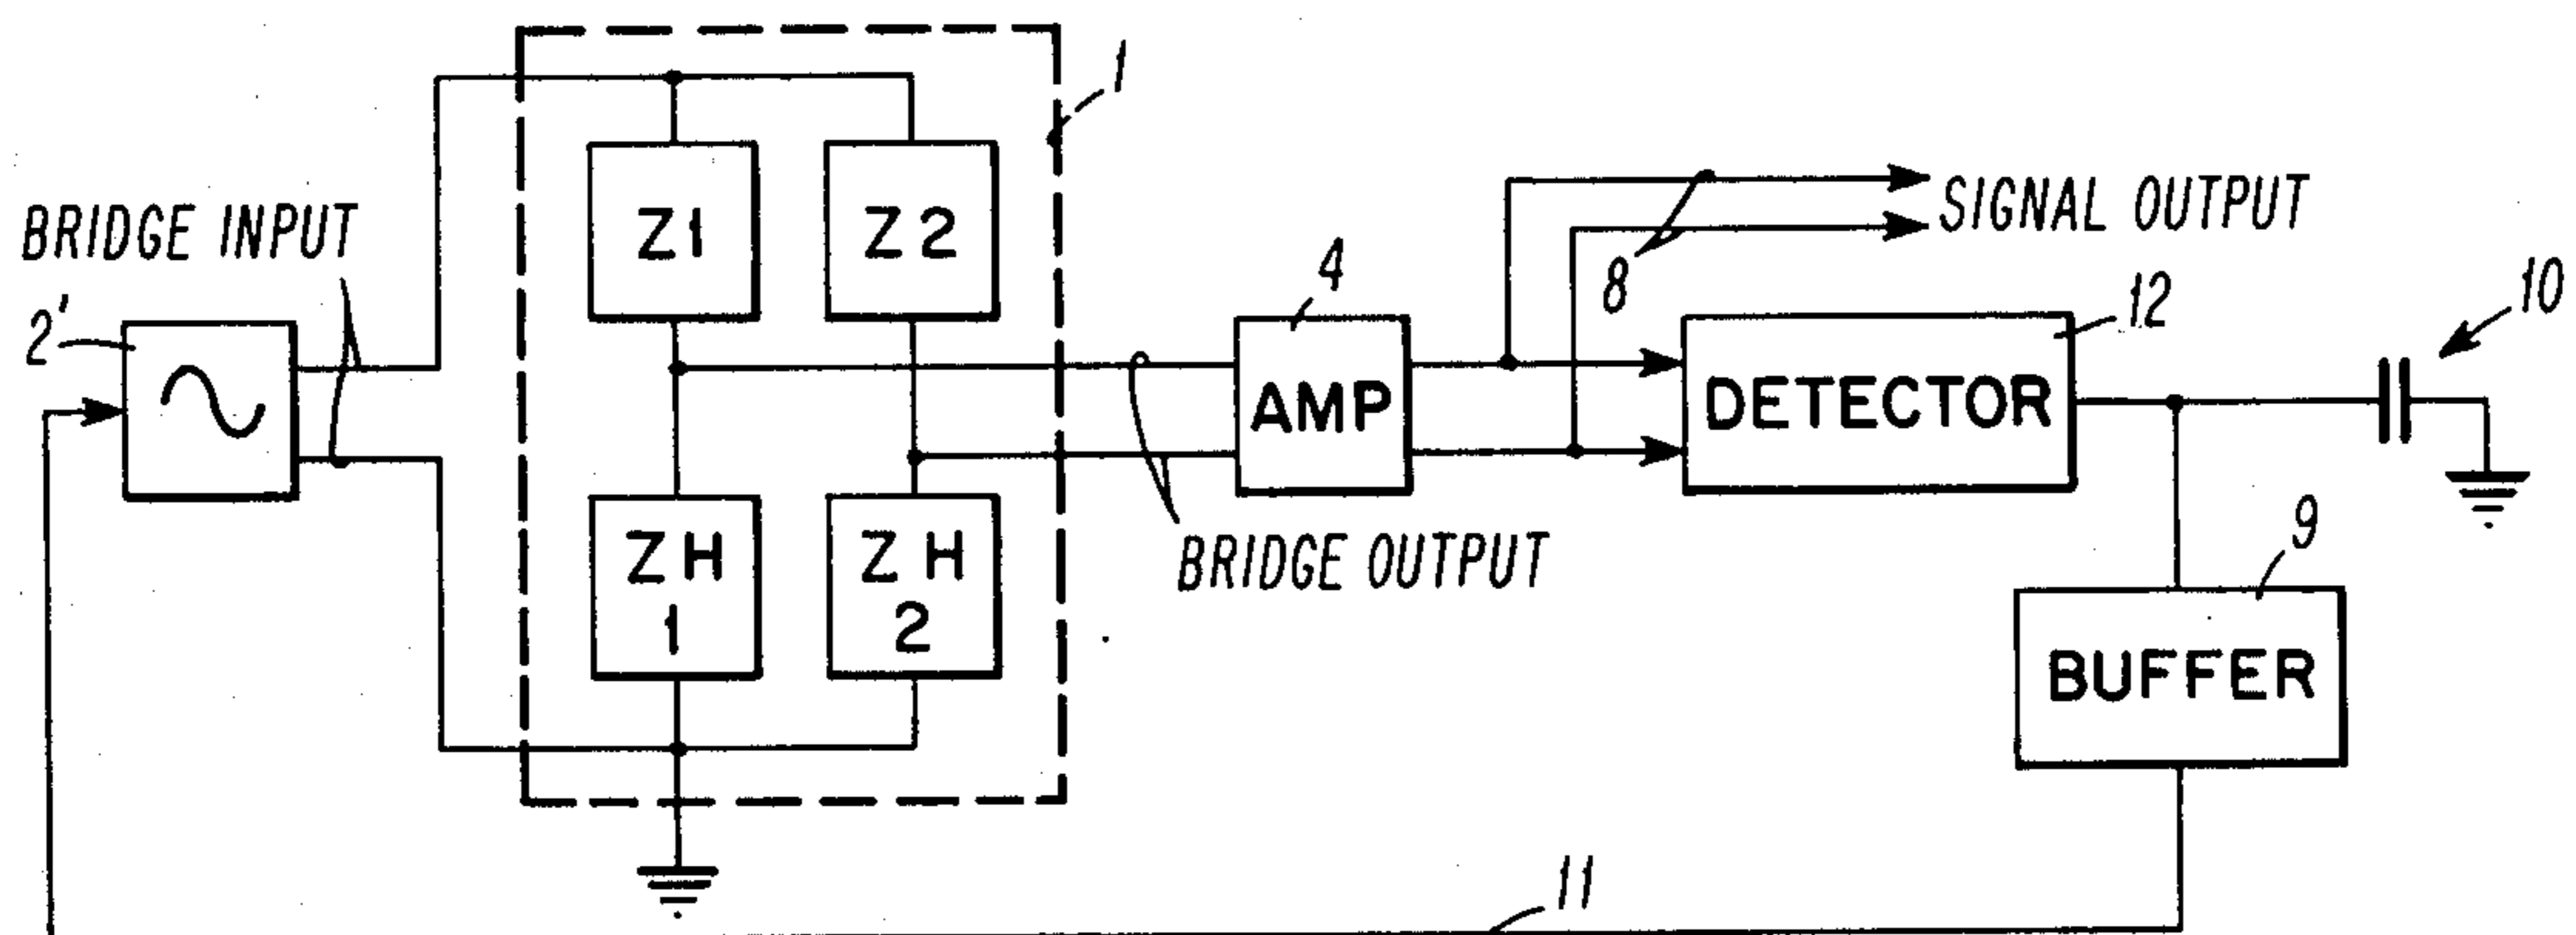 1
Z1
Z2
BRIDGE INPUT
SIGNAL OUTPUT
2'
4
8
12
10
AMP
DETECTOR
ZH
1
ZH
2
BRIDGE OUTPUT
9
BUFFER
11